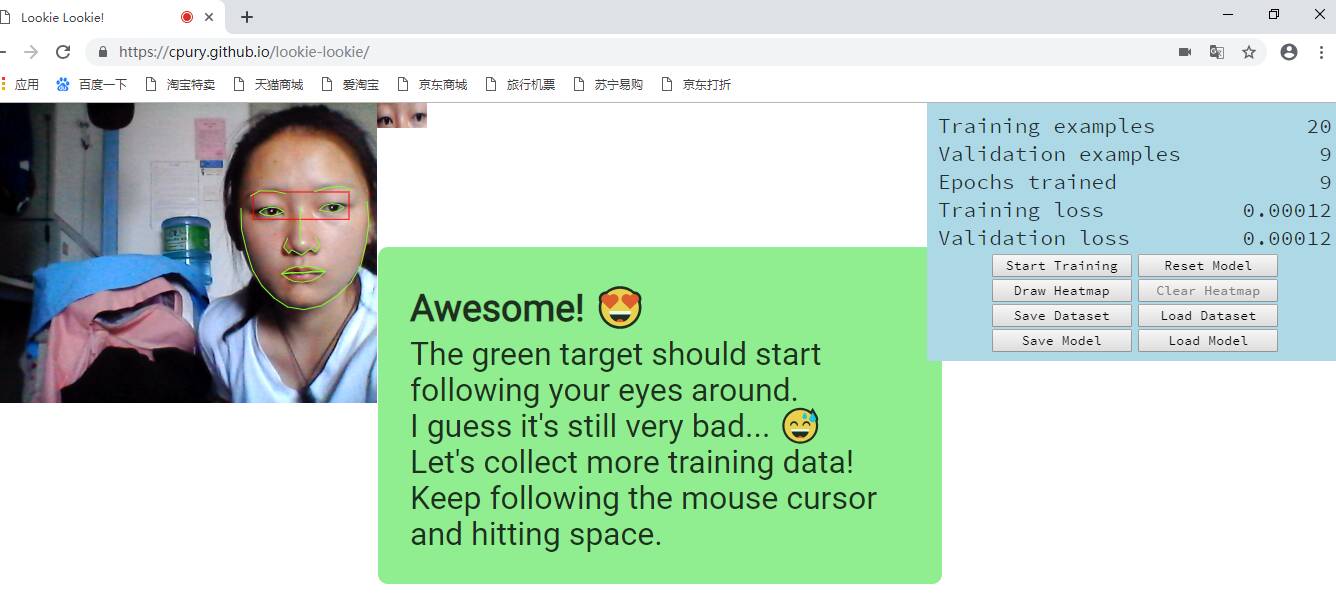 Lookie Lookie!
https://cpury.github.io/lookie-lookie/
应用
百度一下
淘宝特卖
天猫商城
爱淘宝
京东商城
旅行机票
苏宁易购
京东打折
Training examples 20
Validation examples 9
Epochs trained 9
Training loss 0.00012
Validation loss 0.00012
Start Training Reset Model
Draw Heatmap Clear Heatmap
Save Dataset Load Dataset
Save Model Load Model
Awesome! 😍
The green target should start
following your eyes around.
I guess it's still very bad... 😅
Let's collect more training data!
Keep following the mouse cursor
and hitting space.